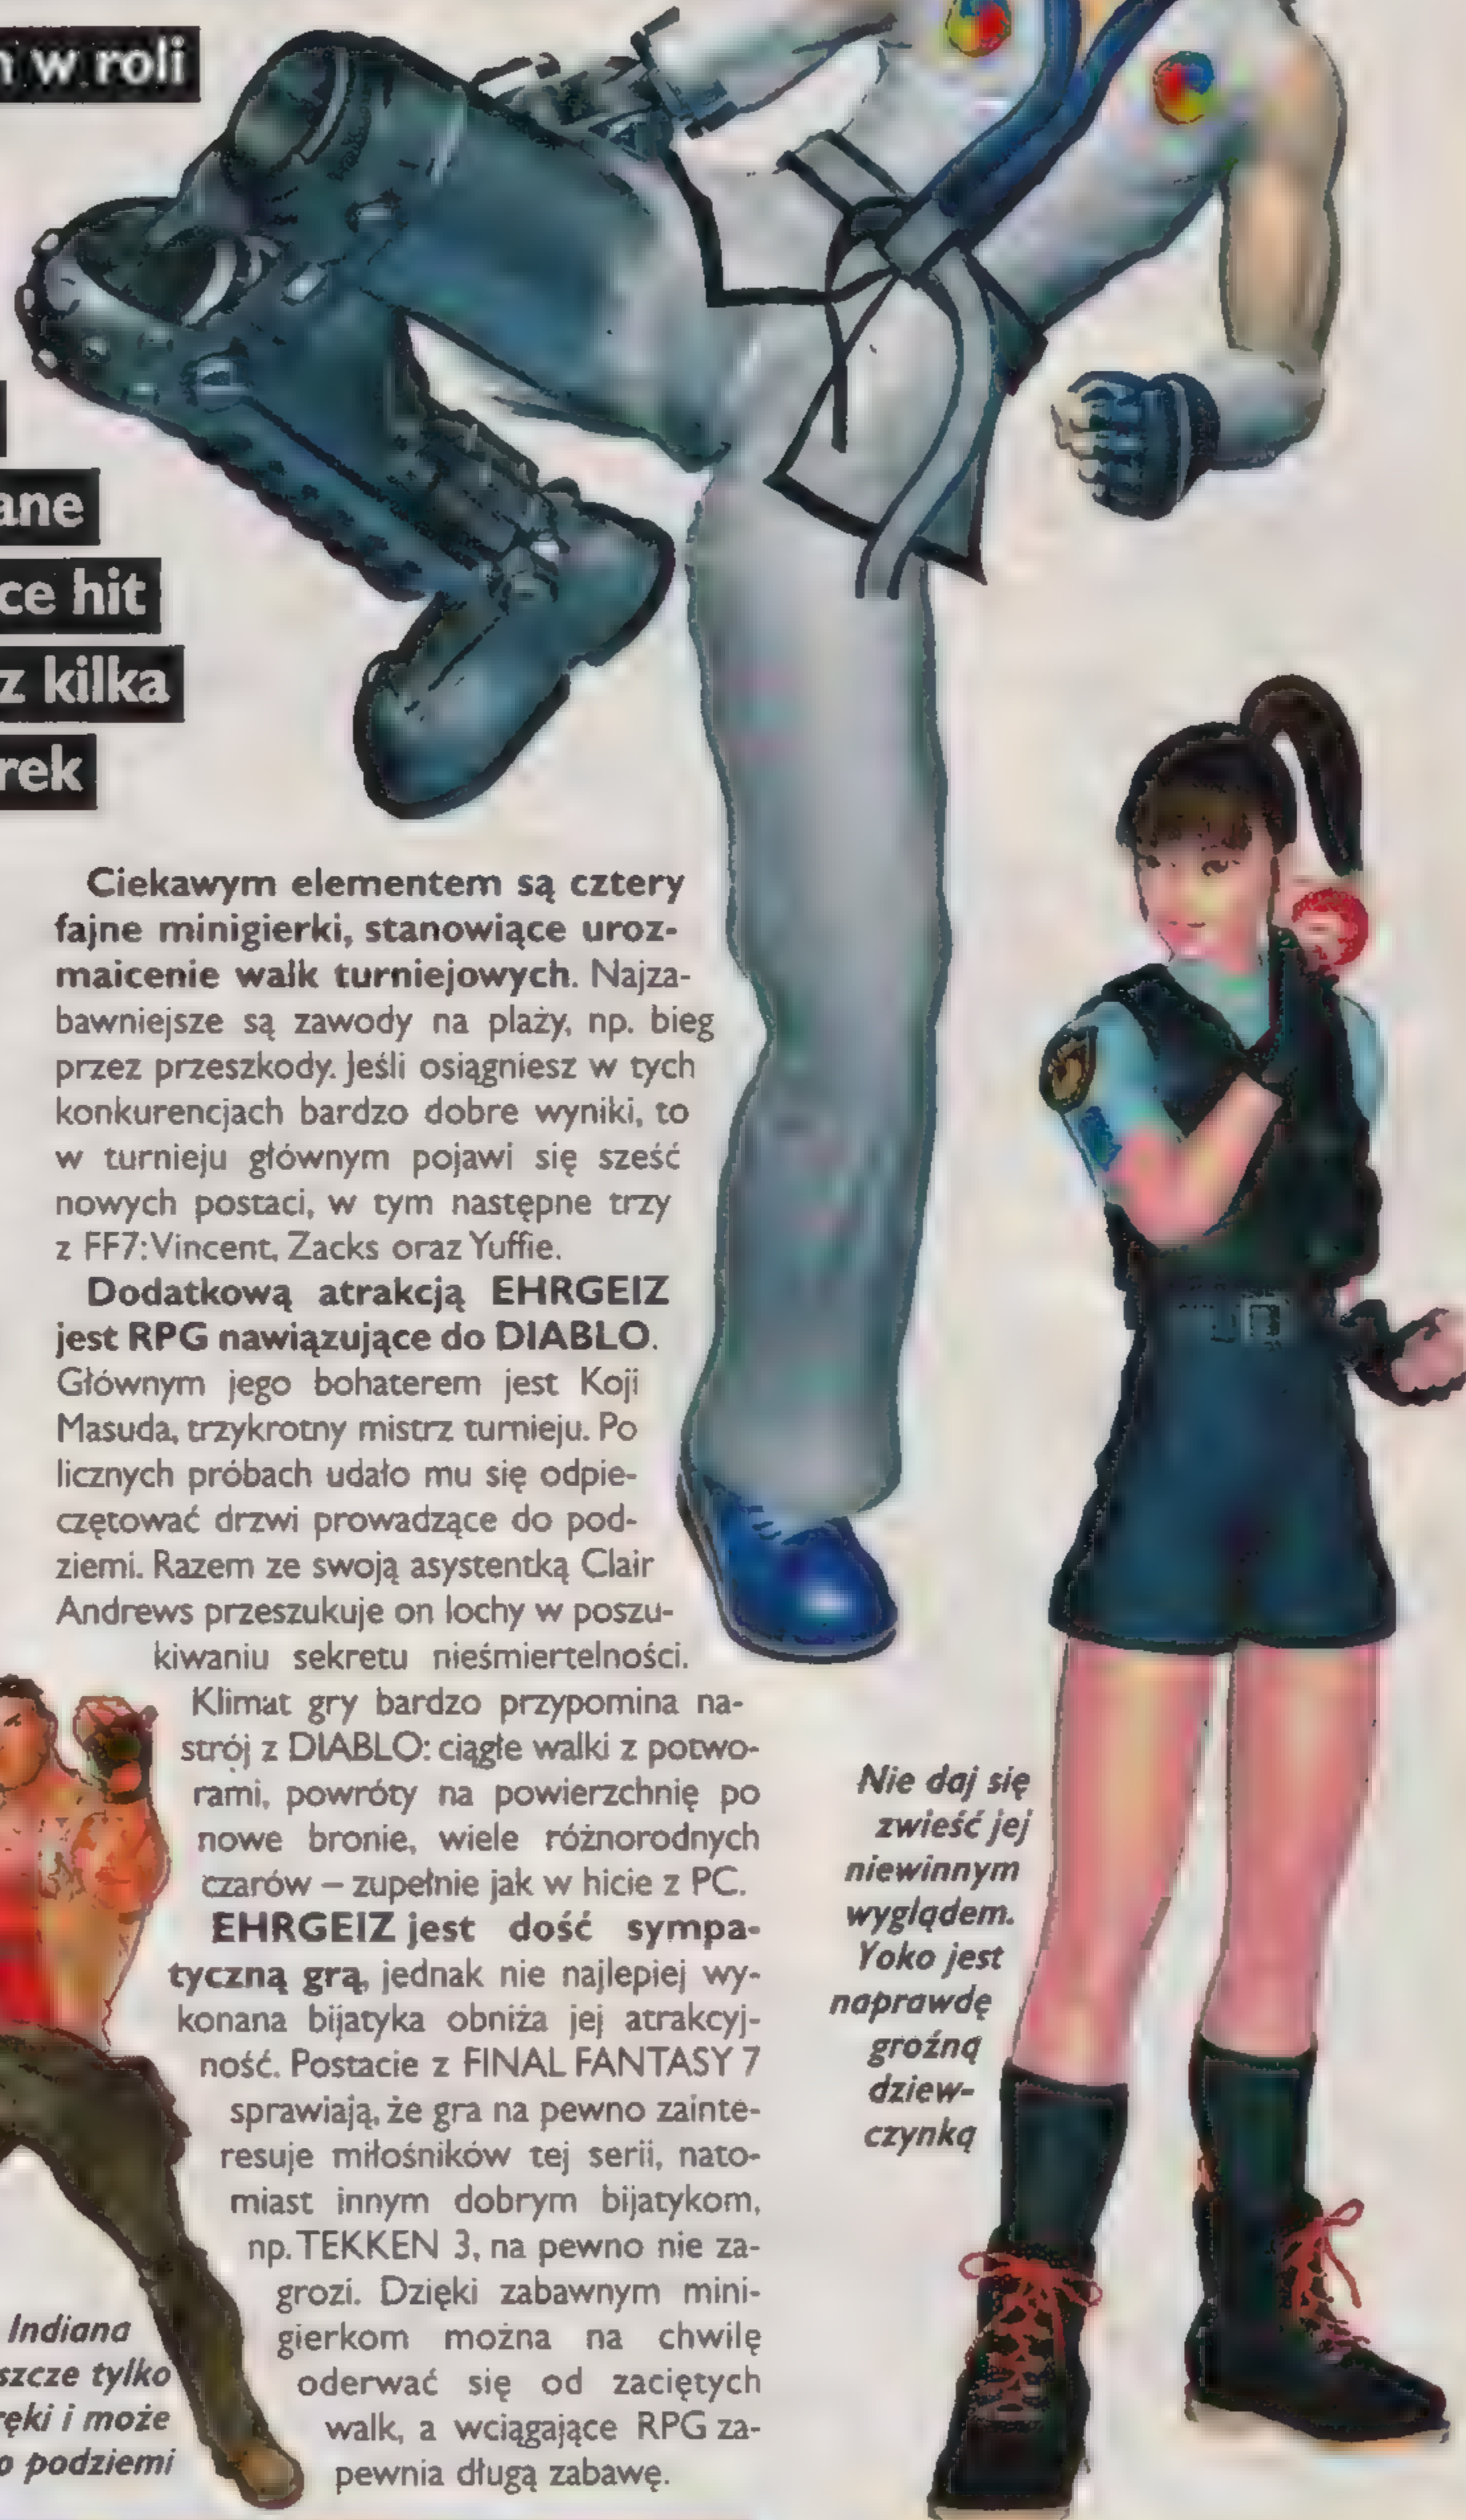 w roli
ane
ce hit
z kilka
rek
Ciekawym elementem są cztery
fajne minigierki, stanowiące uroz-
maicenie walk turniejowych. Najza-
bawniejsze są zawody na plaży, np. bieg
przez przeszkody. Jeśli osiągniesz w tych
konkurencjach bardzo dobre wyniki, to
w turnieju głównym pojawi się sześć
nowych postaci, w tym następne trzy
z FF7: Vincent, Zacks oraz Yuffie.
Dodatkową atrakcją EHRGEIZ
jest RPG nawiązujące do DIABLO.
Głównym jego bohaterem jest Koji
Masuda, trzykrotny mistrz turnieju. Po
licznych próbach udało mu się odpie-
czętować drzwi prowadzące do pod-
ziemi. Razem ze swoją asystentką Clair
Andrews przeszukuje on lochy w poszu-
kiwaniu sekretu nieśmiertelności.
Klimat gry bardzo przypomina na-
strój z DIABLO: ciągłe walki z potwo-
rami, powróty na powierzchnię po
nowe bronie, wiele różnorodnych
czarów – zupełnie jak w hicie z PC.
EHRGEIZ jest dość sympa-
tyczną grą, jednak nie najlepiej wy-
konana bijatyka obniża jej atrakcyj-
ność. Postacie z FINAL FANTASY 7
sprawiają, że gra na pewno zainte-
resuje miłośników tej serii, nato-
miast innym dobrym bijatykom,
np. TEKKEN 3, na pewno nie za-
grozi. Dzięki zabawnym mini-
gierkom można na chwilę
oderwać się od zaciętych
walk, a wciągające RPG za-
pewnia długą zabawę.
Nie daj się
zwieść jej
niewinnym
wyglądem.
Yoko jest
naprawdę
groźną
dziew-
czynką
Indiana
szcze tylko
ręki i może
o podziemi